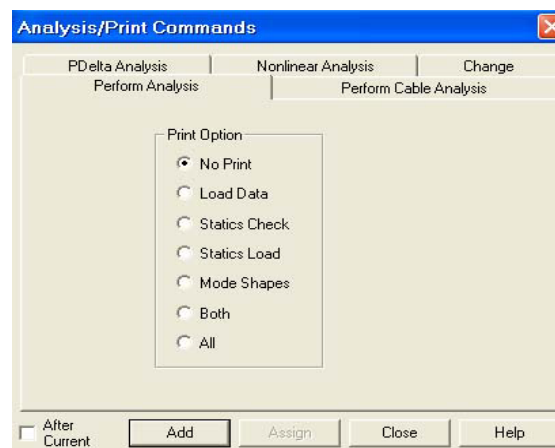 Analysis/Print Commands
PDelta Analysis Nonlinear Analysis Change
Perform Analysis Perform Cable Analysis
Print Option
No Print
Load Data
Statics Check
Statics Load
Mode Shapes
Both
All
After
Current
Add Assign Close Help